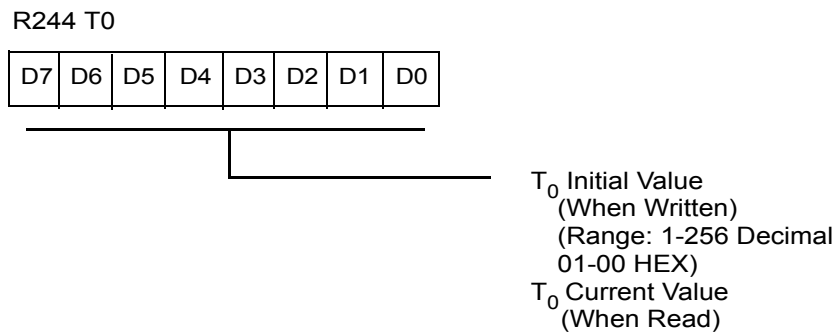 R244 T0
D7 D6 D5 D4 D3 D2 D1 D0
T0 Initial Value
(When Written)
(Range: 1-256 Decimal
01-00 HEX)
T0 Current Value
(When Read)